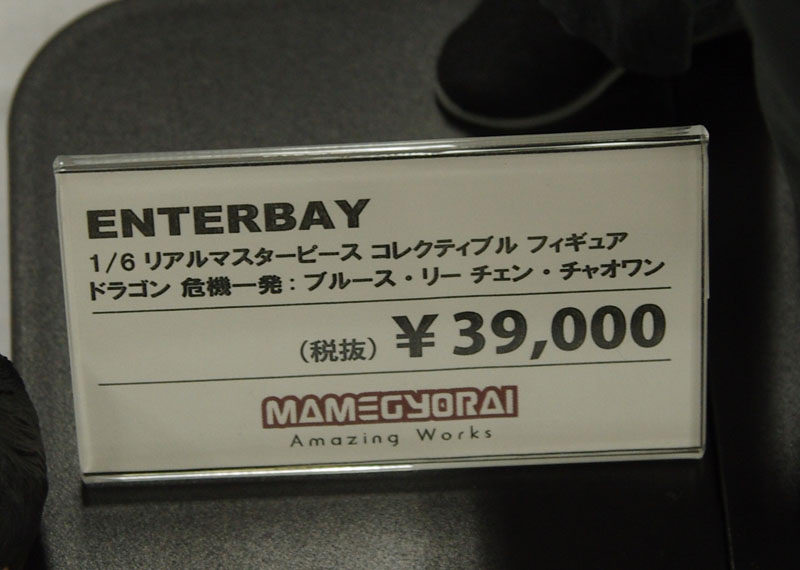 ENTERBAY
1/6 リアルマスターピース コレクティブル フィギュア
ドラゴン 危機一発：ブルース・リー チェン・チャオワン
（税抜）￥39,000
MAMEGYORAI
Amazing Works